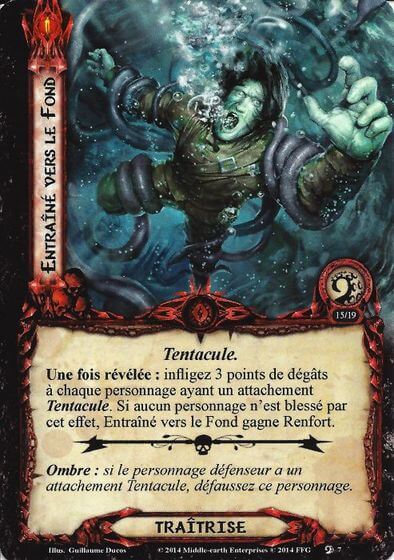 Entraîné vers le Fond
15/19
Tentacule.
Une fois révélée : infligez 3 points de dégâts
à chaque personnage ayant un attachement
Tentacule. Si aucun personnage n'est blessé par
cet effet, Entraîné vers le Fond gagne Renfort.
Ombre : si le personnage défenseur a un
attachement Tentacule, défaussez ce personnage.
TRAÎTRISE
Illus. Guillaume Ducos
© 2014 Middle-earth Enterprises © 2014 FFG
7